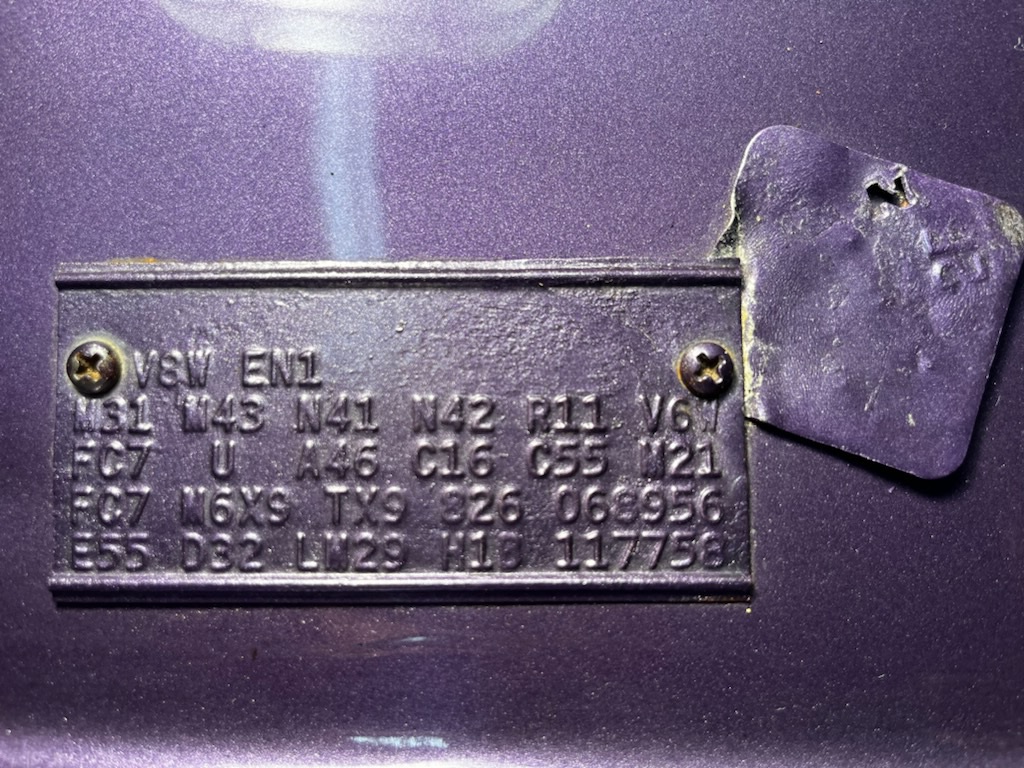 V8W EN1
M31 M43 N41 N42 R11 V6W
FC7 U A46 C16 C55 M21
FC7 M6X9 TX9 826 068956
E55 D32 LM29 H1B 117758